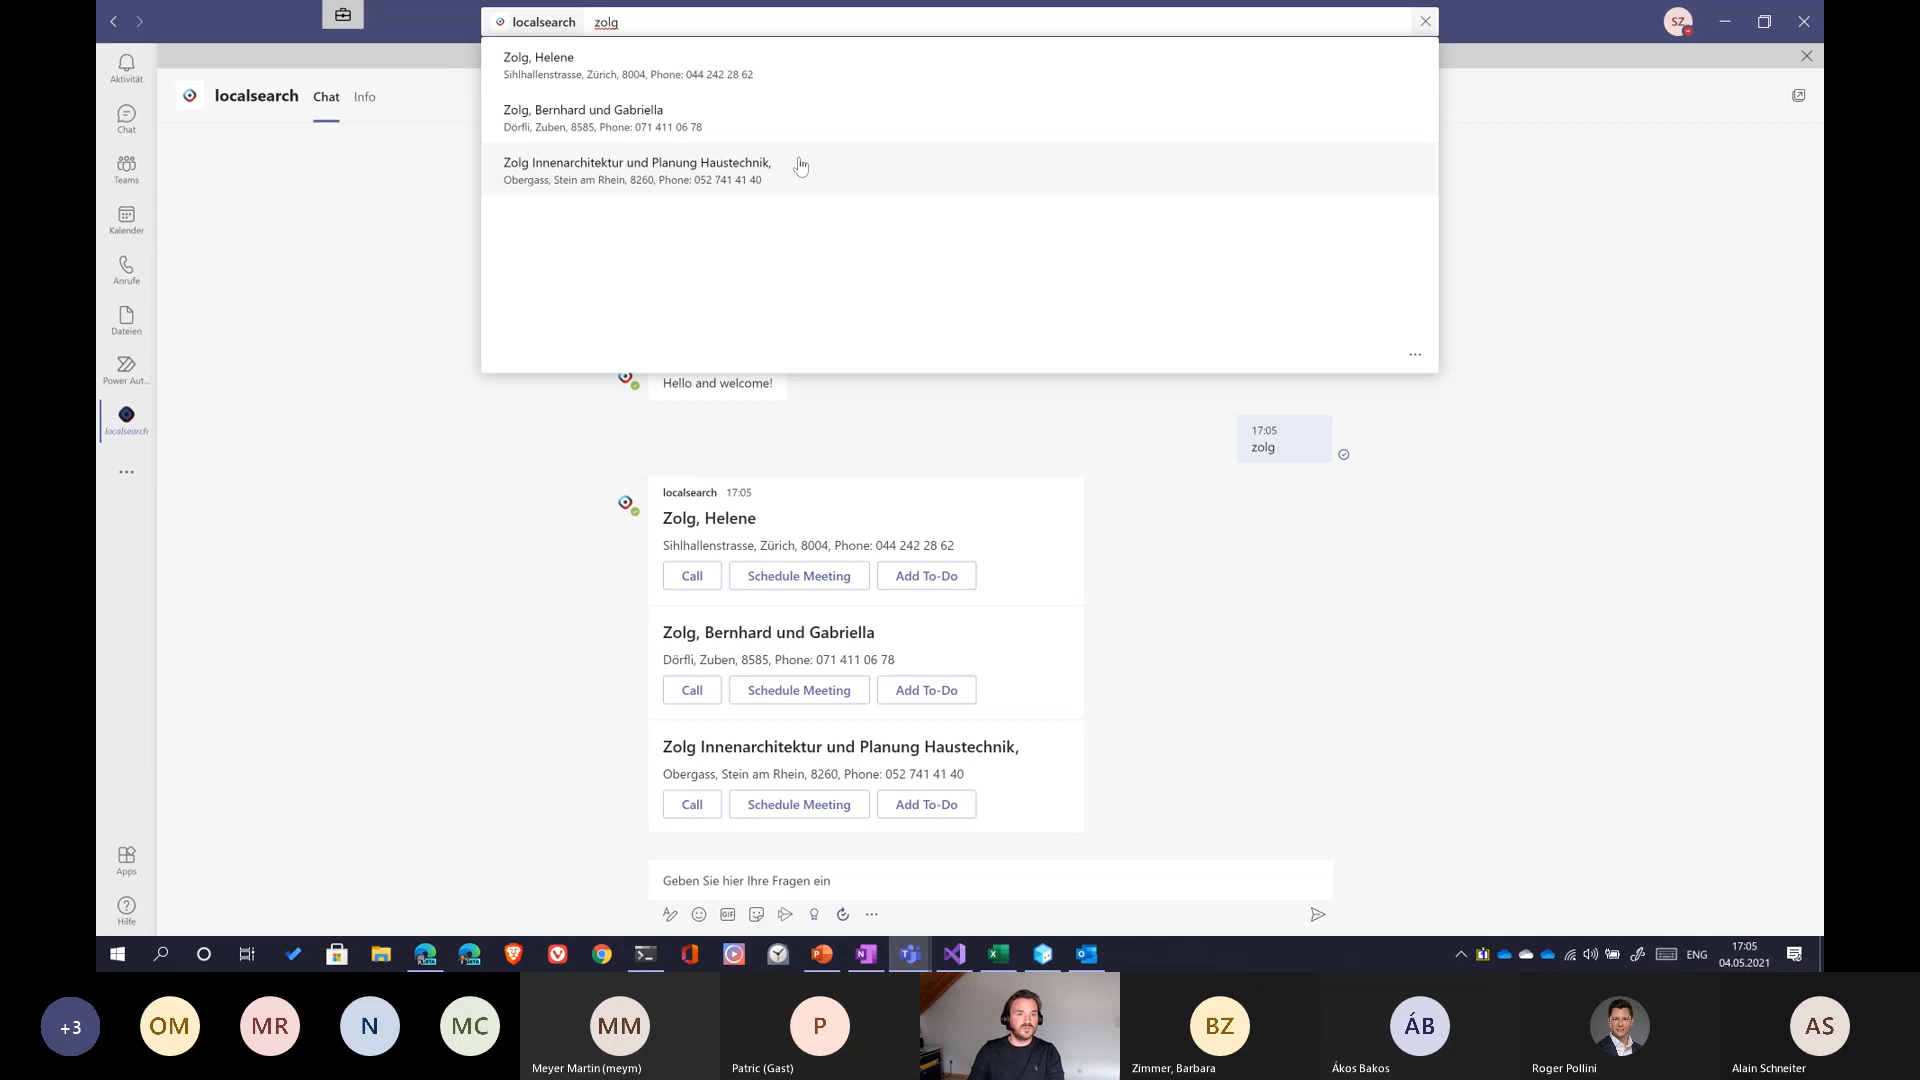 localsearch zolg
SZ
Zolg, Helene
Sihlhallenstrasse, Zürich, 8004, Phone: 044 242 28 62
Zolg, Bernhard und Gabriella
Dörfli, Zuben, 8585, Phone: 071 411 06 78
Zolg Innenarchitektur und Planung Haustechnik,
Obergass, Stein am Rhein, 8260, Phone: 052 741 41 40
...
Aktivität
Chat
Teams
Kalender
Anrufe
Dateien
Power Aut...
localsearch
...
Apps
Hilfe
localsearch Chat Info
Hello and welcome!
17:05
zolg
localsearch 17:05
Zolg, Helene
Sihlhallenstrasse, Zürich, 8004, Phone: 044 242 28 62
Call Schedule Meeting Add To-Do
Zolg, Bernhard und Gabriella
Dörfli, Zuben, 8585, Phone: 071 411 06 78
Call Schedule Meeting Add To-Do
Zolg Innenarchitektur und Planung Haustechnik,
Obergass, Stein am Rhein, 8260, Phone: 052 741 41 40
Call Schedule Meeting Add To-Do
Geben Sie hier Ihre Fragen ein
GIF
ENG
17:05
04.05.2021
+3 OM MR N MC MM P BZ ÁB AS
Meyer Martin (meym) Patric (Gast) Zimmer, Barbara Ákos Bakos Roger Pollini Alain Schneiter